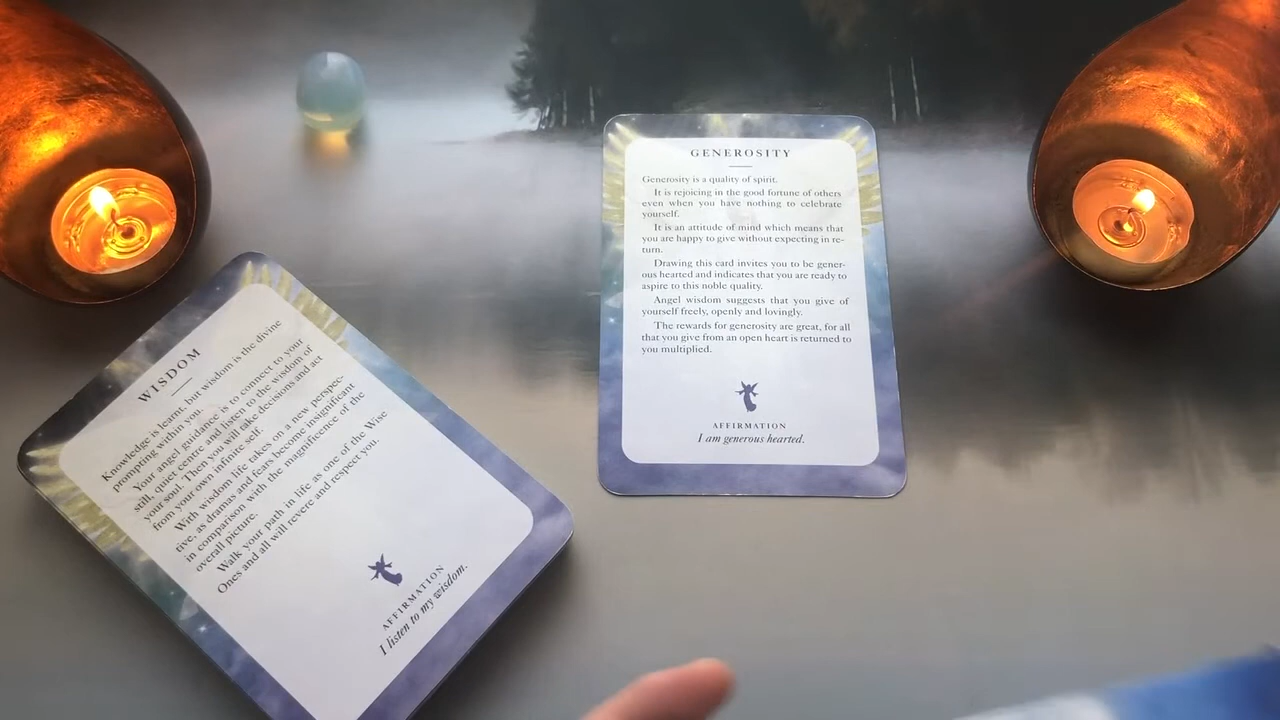 WISDOM
Knowledge is learnt, but wisdom is the divine
prompting within you.
Your angel guidance is to connect to your
still, quiet centre and listen to the wisdom of
your soul. Then you will take decisions and act
from your own infinite self.
With wisdom life takes on a new perspec-
tive, as dramas and fears become insignificant
in comparison with the magnificence of the
overall picture.
Walk your path in life as one of the Wise
Ones and all will revere and respect you.
AFFIRMATION
I listen to my wisdom.
GENEROSITY
Generosity is a quality of spirit.
It is rejoicing in the good fortune of others
even when you have nothing to celebrate
yourself.
It is an attitude of mind which means that
you are happy to give without expecting in re-
turn.
Drawing this card invites you to be gener-
ous hearted and indicates that you are ready to
aspire to this noble quality.
Angel wisdom suggests that you give of
yourself freely, openly and lovingly.
The rewards for generosity are great, for all
that you give from an open heart is returned to
you multiplied.
AFFIRMATION
I am generous hearted.